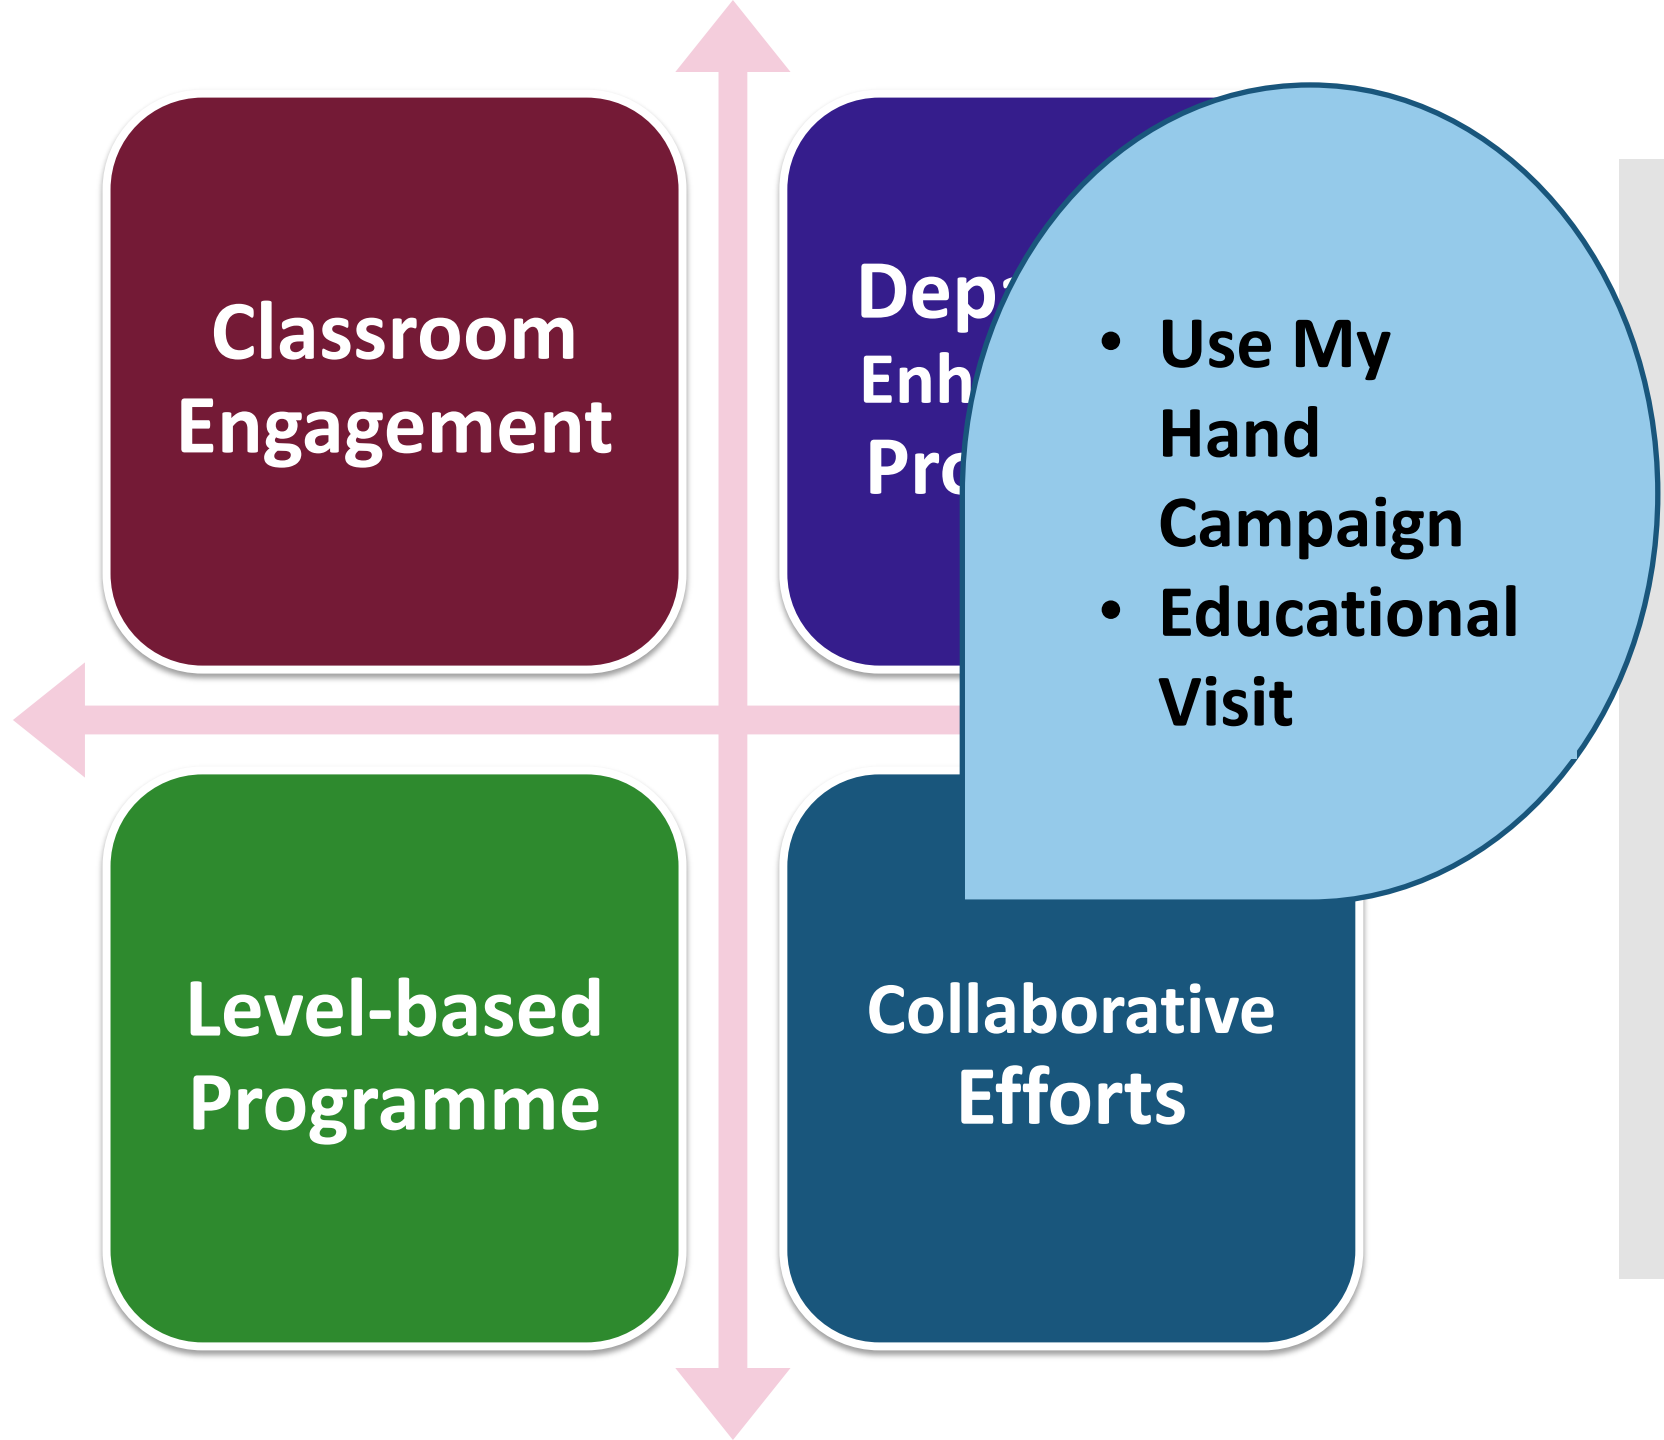 Classroom
Engagement
Use My
Hand
Campaign
Educational
Visit
Level-based
Programme
Collaborative
Efforts